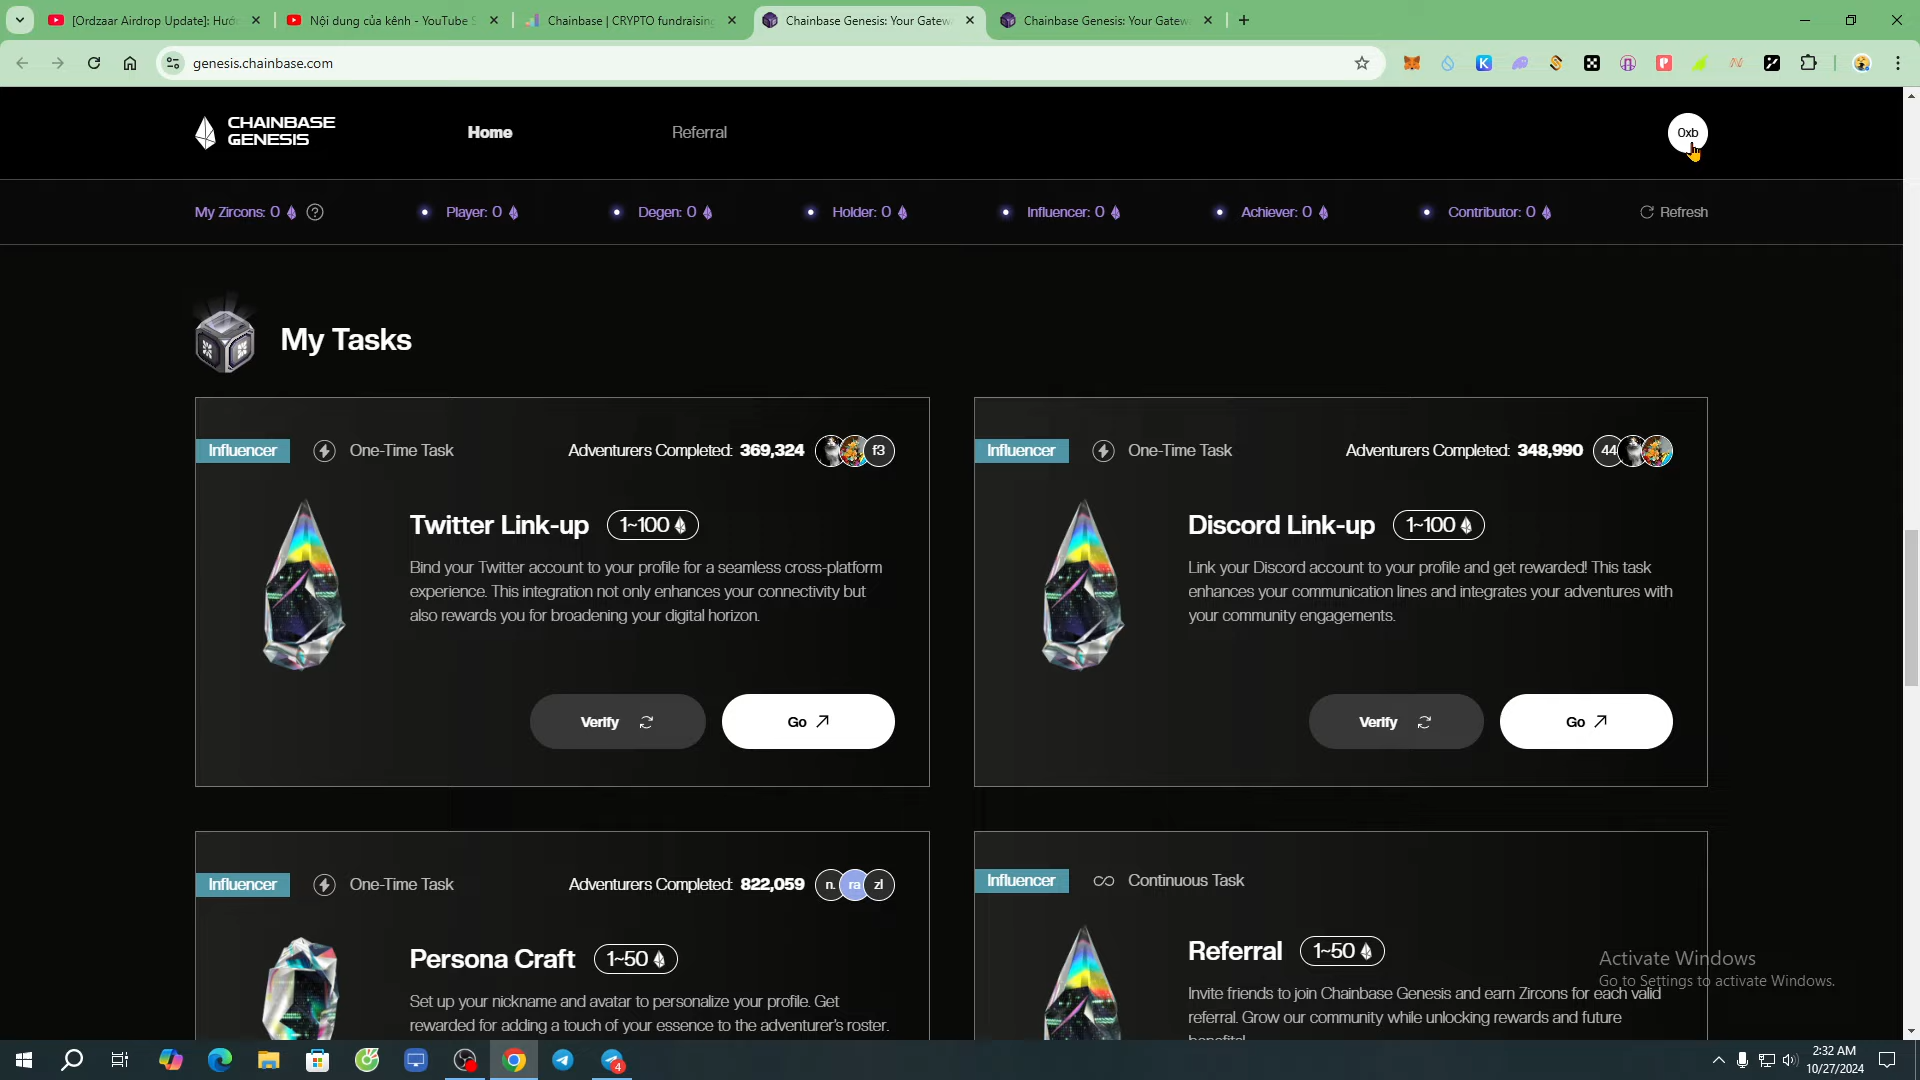 [Ordzaar Airdrop Update]: Hướ
Nội dung của kênh - YouTube S
Chainbase | CRYPTO fundraising
Chainbase Genesis: Your Gatew
Chainbase Genesis: Your Gatew
genesis.chainbase.com
CHAINBASE
GENESIS
Home
Referral
0xb
My Zircons: 0
Player: 0
Degen: 0
Holder: 0
Influencer: 0
Achiever: 0
Contributor: 0
Refresh
My Tasks
Influencer
One-Time Task
Adventurers Completed: 369,324
f3
Twitter Link-up
1~100
Bind your Twitter account to your profile for a seamless cross-platform
experience. This integration not only enhances your connectivity but
also rewards you for broadening your digital horizon.
Verify
Go
Influencer
One-Time Task
Adventurers Completed: 348,990
44
Discord Link-up
1~100
Link your Discord account to your profile and get rewarded! This task
enhances your communication lines and integrates your adventures with
your community engagements.
Verify
Go
Influencer
One-Time Task
Adventurers Completed: 822,059
n.
ra
zl
Persona Craft
1~50
Set up your nickname and avatar to personalize your profile. Get
rewarded for adding a touch of your essence to the adventurer's roster.
Influencer
Continuous Task
Referral
1~50
Invite friends to join Chainbase Genesis and earn Zircons for each valid
referral. Grow our community while unlocking rewards and future
benefits!
Activate Windows
Go to Settings to activate Windows.
4
2:32 AM
10/27/2024